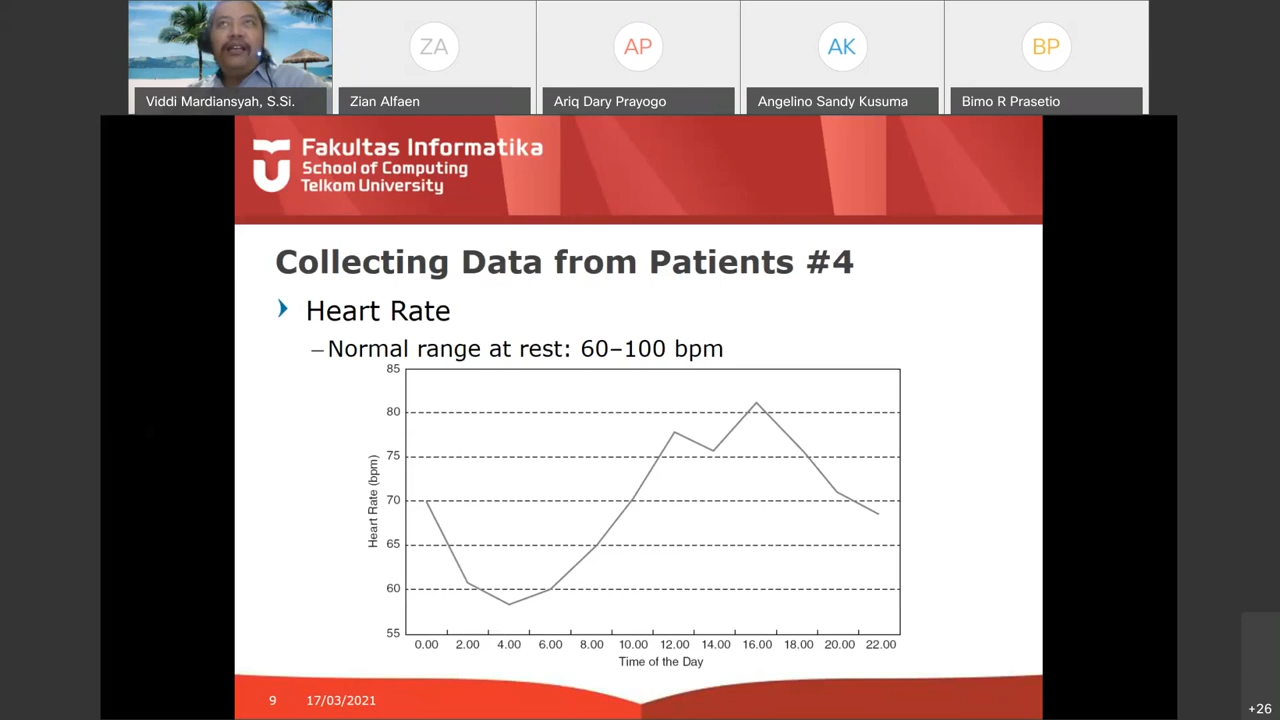 ZA
AP
AK
BP
Viddi Mardiansyah, S.Si.
Zian Alfaen
Ariq Dary Prayogo
Angelino Sandy Kusuma
Bimo R Prasetio
Fakultas Informatika
School of Computing
Telkom University
Collecting Data from Patients #4
Heart Rate
–Normal range at rest: 60–100 bpm
85
80
75
70
65
60
55
Heart Rate (bpm)
0.00 2.00 4.00 6.00 8.00 10.00 12.00 14.00 16.00 18.00 20.00 22.00
Time of the Day
9 17/03/2021
+26